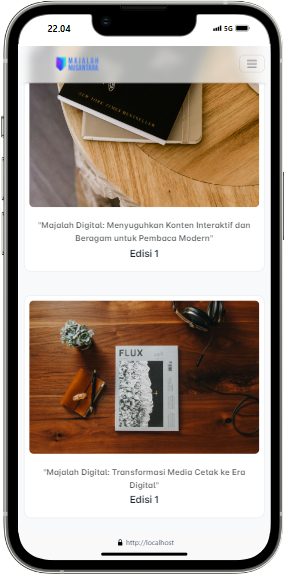 22.04
5G
MAJALAH
NUSANTARA
NEW YORK TIMES BESTSELLER
"Majalah Digital: Menyuguhkan Konten Interaktif dan
Beragam untuk Pembaca Modern"
Edisi 1
FLUX
"Majalah Digital: Transformasi Media Cetak ke Era
Digital"
Edisi 1
http://localhost